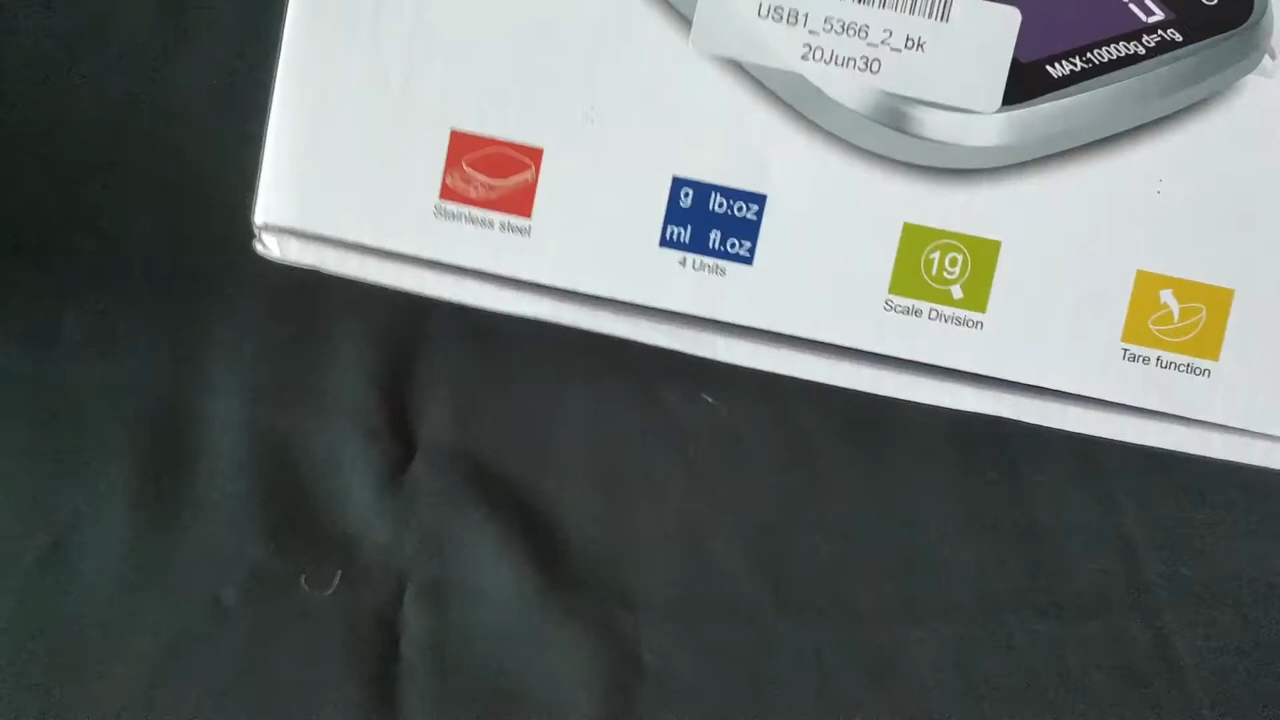 USB1_5366_2_bk
20Jun30
MAX:10000g d=1g
Stainless steel
g lb:oz
ml fl.oz
4 Units
1g
Scale Division
Tare function